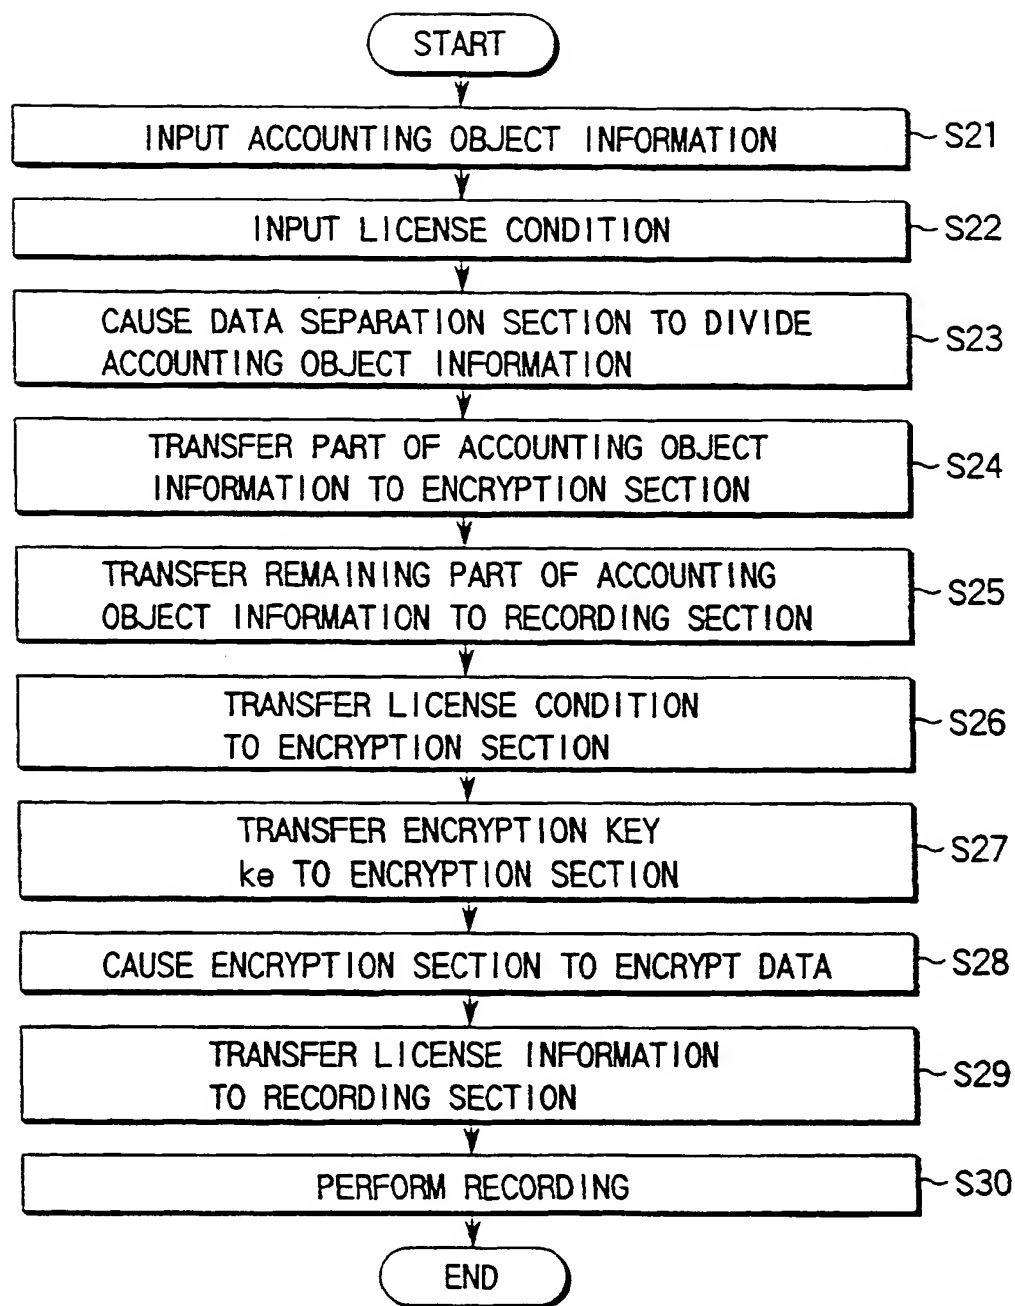 START
INPUT ACCOUNTING OBJECT INFORMATION
S21
INPUT LICENSE CONDITION
S22
CAUSE DATA SEPARATION SECTION TO DIVIDE
ACCOUNTING OBJECT INFORMATION
S23
TRANSFER PART OF ACCOUNTING OBJECT
INFORMATION TO ENCRYPTION SECTION
S24
TRANSFER REMAINING PART OF ACCOUNTING
OBJECT INFORMATION TO RECORDING SECTION
S25
TRANSFER LICENSE CONDITION
TO ENCRYPTION SECTION
S26
TRANSFER ENCRYPTION KEY
ke TO ENCRYPTION SECTION
S27
CAUSE ENCRYPTION SECTION TO ENCRYPT DATA
S28
TRANSFER LICENSE INFORMATION
TO RECORDING SECTION
S29
PERFORM RECORDING
S30
END